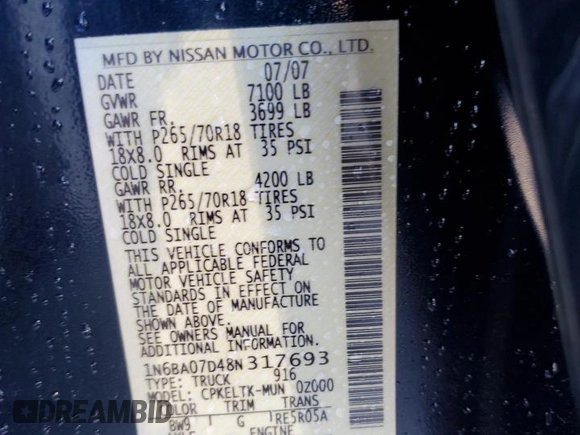 MFD BY NISSAN MOTOR CO., LTD.
DATE 07/07
GVWR 7100 LB
GAWR FR. 3699 LB
WITH P265/70R18 TIRES
18X8.0 RIMS AT 35 PSI
COLD SINGLE
GAWR RR. 4200 LB
WITH P265/70R18 TIRES
18X8.0 RIMS AT 35 PSI
COLD SINGLE
THIS VEHICLE CONFORMS TO
ALL APPLICABLE FEDERAL
MOTOR VEHICLE SAFETY
STANDARDS IN EFFECT ON
THE DATE OF MANUFACTURE
SHOWN ABOVE.
SEE OWNERS MANUAL FOR
ADDITIONAL INFORMATION.
1N6BA07D48N317693
TYPE: TRUCK 916
MODEL: CPKELTK-MUN 0Z000
COLOR TRIM TRANS
BW9 G RE5R05A
ENGINE
DREAMBID